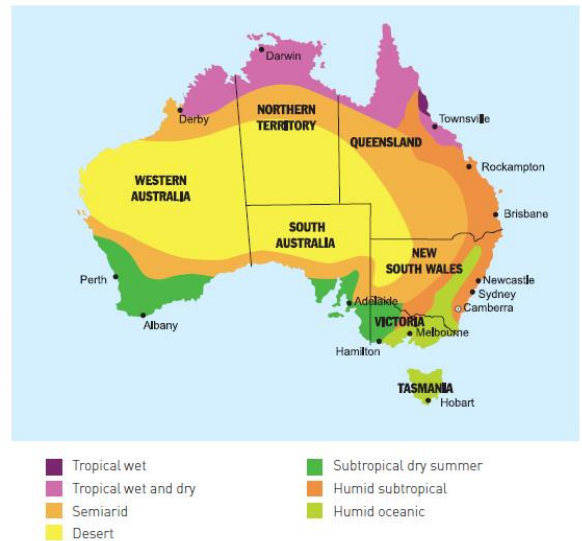 Darwin
Derby
NORTHERN
TERRITORY
Townsville
QUEENSLAND
Rockampton
WESTERN
AUSTRALIA
Brisbane
SOUTH
AUSTRALIA
NEW
SOUTH WALES
Perth
Newcastle
Sydney
Adelaide
Camberra
Albany
VICTORIA
Melbourne
Hamilton
TASMANIA
Hobart
Tropical wet
Tropical wet and dry
Semiarid
Desert
Subtropical dry summer
Humid subtropical
Humid oceanic